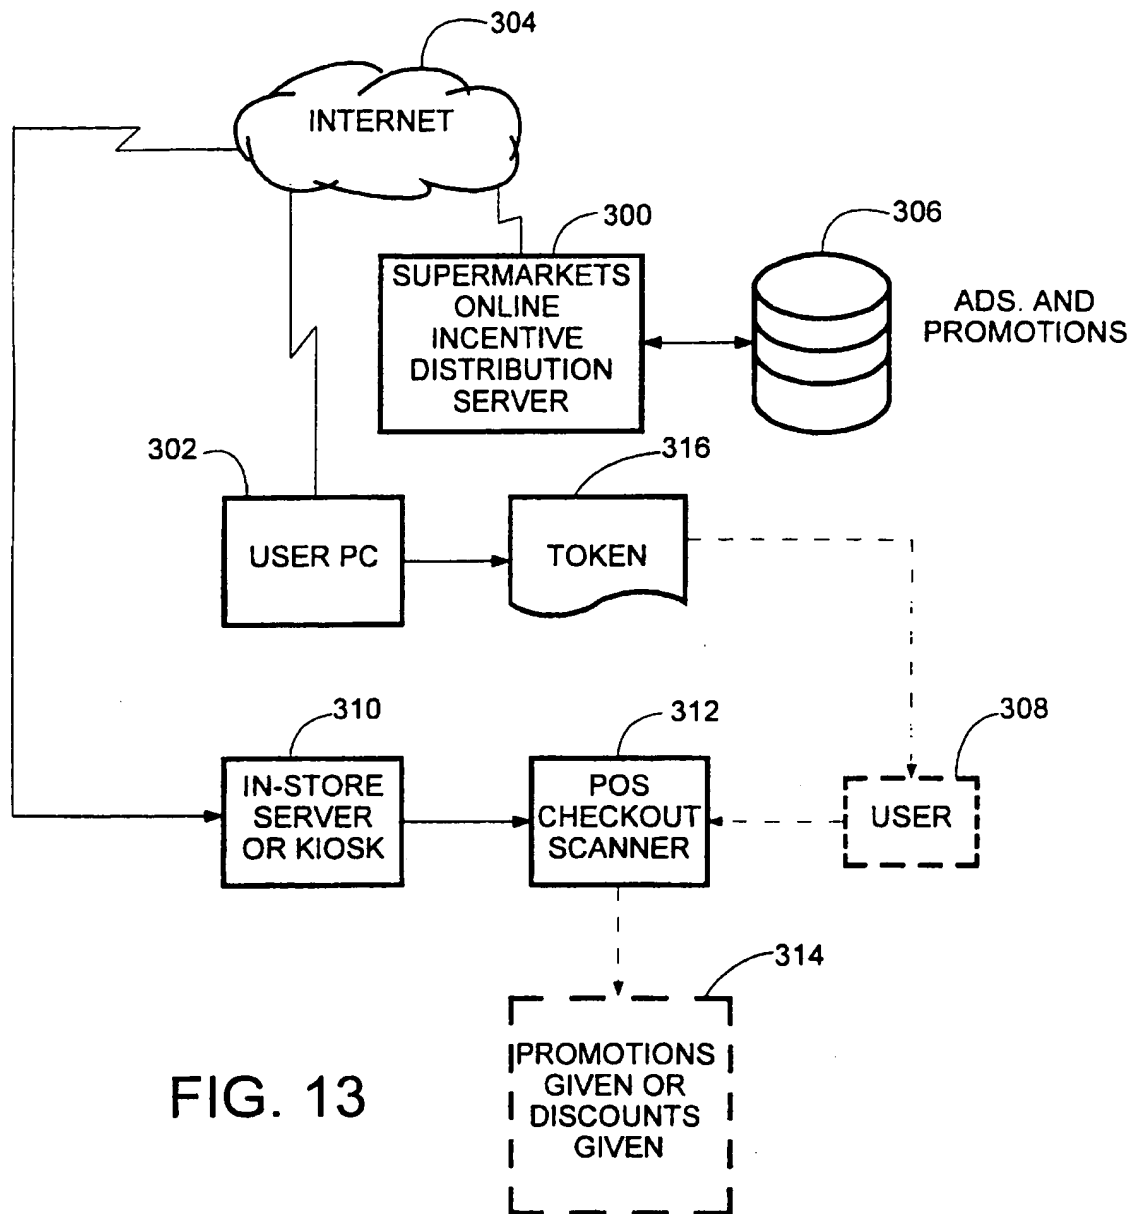 304
INTERNET
300
306
SUPERMARKETS
ONLINE
INCENTIVE
DISTRIBUTION
SERVER
ADS. AND
PROMOTIONS
302
316
USER PC
TOKEN
310
312
308
IN-STORE
SERVER
OR KIOSK
POS
CHECKOUT
SCANNER
USER
314
PROMOTIONS
GIVEN OR
DISCOUNTS
GIVEN
FIG. 13